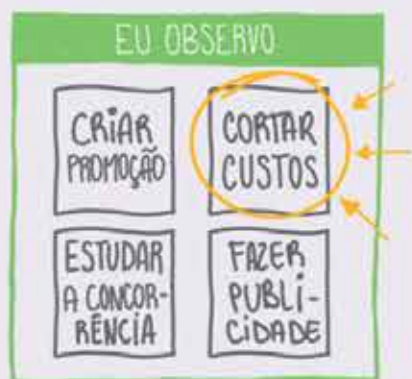 EU OBSERVO
CRIAR
PROMOÇÃO
CORTAR
CUSTOS
ESTUDAR
A CONCOR-
RÊNCIA
FAZER
PUBLI-
CIDADE